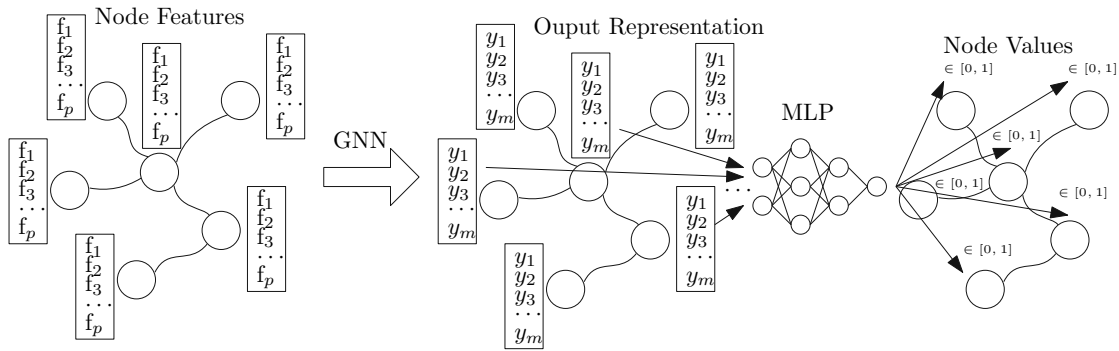 Node Features
f1
f2
f3
...
fp
f1
f2
f3
...
fp
f1
f2
f3
...
fp
f1
f2
f3
...
fp
f1
f2
f3
...
fp
f1
f2
f3
...
fp
GNN
Ouput Representation
y1
y2
y3
...
ym
y1
y2
y3
...
ym
y1
y2
y3
...
ym
y1
y2
y3
...
ym
y1
y2
y3
...
ym
y1
y2
y3
...
ym
MLP
...
Node Values
∈ [0, 1]
∈ [0, 1]
∈ [0, 1]
∈ [0, 1]
∈ [0, 1]
∈ [0, 1]